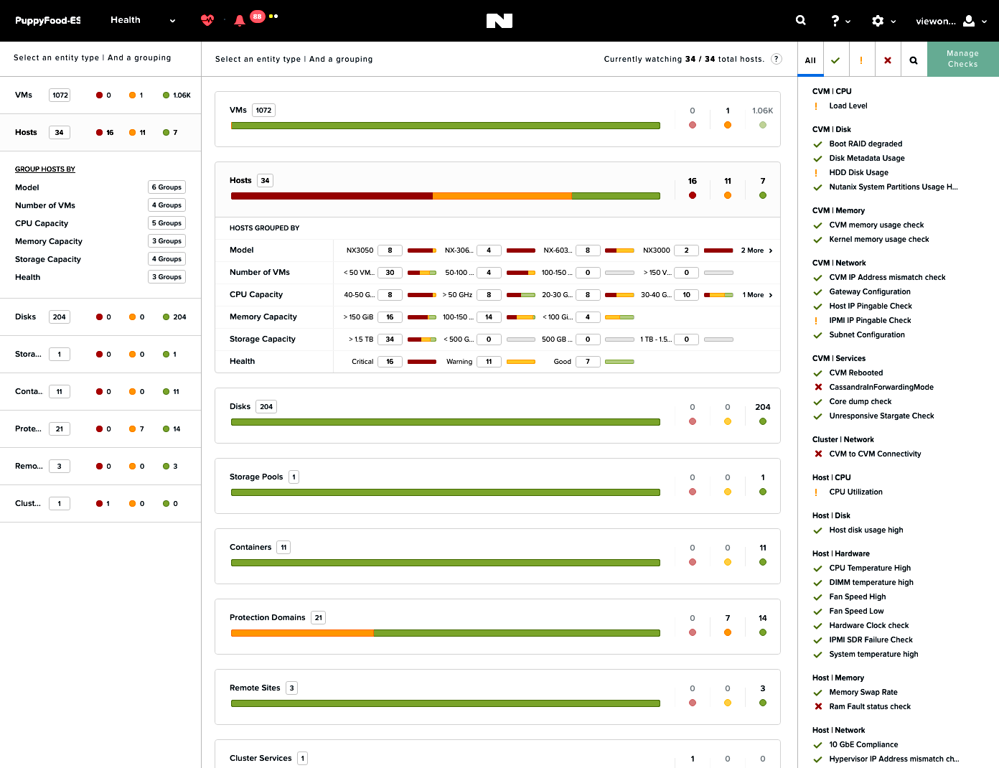 PuppyFood-ES
Health
88
?
viewon...
Select an entity type | And a grouping
VMs 1072 0 1 1.06K
Hosts 34 16 11 7
GROUP HOSTS BY
Model 6 Groups
Number of VMs 4 Groups
CPU Capacity 5 Groups
Memory Capacity 3 Groups
Storage Capacity 4 Groups
Health 3 Groups
Disks 204 0 0 204
Stora... 1 0 0 1
Conta... 11 0 0 11
Prote... 21 0 7 14
Remo... 3 0 0 3
Clust... 1 1 0 0
Select an entity type | And a grouping
Currently watching 34 / 34 total hosts. ?
VMs 1072 0 1 1.06K
Hosts 34 16 11 7
HOSTS GROUPED BY
Model NX3050 8 NX-306... 4 NX-603... 8 NX3000 2 2 More
Number of VMs < 50 VM... 30 50-100 ... 4 100-150 ... 0 > 150 V... 0
CPU Capacity 40-50 G... 8 > 50 GHz 8 20-30 G... 8 30-40 G... 10 1 More
Memory Capacity > 150 GiB 16 100-150 ... 14 < 100 Gi... 4
Storage Capacity > 1.5 TB 34 < 500 G... 0 500 GB ... 0 1 TB - 1.5... 0
Health Critical 16 Warning 11 Good 7
Disks 204 0 0 204
Storage Pools 1 0 0 1
Containers 11 0 0 11
Protection Domains 21 0 7 14
Remote Sites 3 0 0 3
Cluster Services 1 1 0 0
All ! Manage Checks
CVM | CPU
! Load Level
CVM | Disk
Boot RAID degraded
Disk Metadata Usage
! HDD Disk Usage
Nutanix System Partitions Usage H...
CVM | Memory
CVM memory usage check
Kernel memory usage check
CVM | Network
CVM IP Address mismatch check
Gateway Configuration
Host IP Pingable Check
! IPMI IP Pingable Check
Subnet Configuration
CVM | Services
CVM Rebooted
CassandraInForwardingMode
Core dump check
Unresponsive Stargate Check
Cluster | Network
CVM to CVM Connectivity
Host | CPU
! CPU Utilization
Host | Disk
Host disk usage high
Host | Hardware
CPU Temperature High
DIMM temperature high
Fan Speed High
Fan Speed Low
Hardware Clock check
IPMI SDR Failure Check
System temperature high
Host | Memory
Memory Swap Rate
Ram Fault status check
Host | Network
10 GbE Compliance
Hypervisor IP Address mismatch ch...